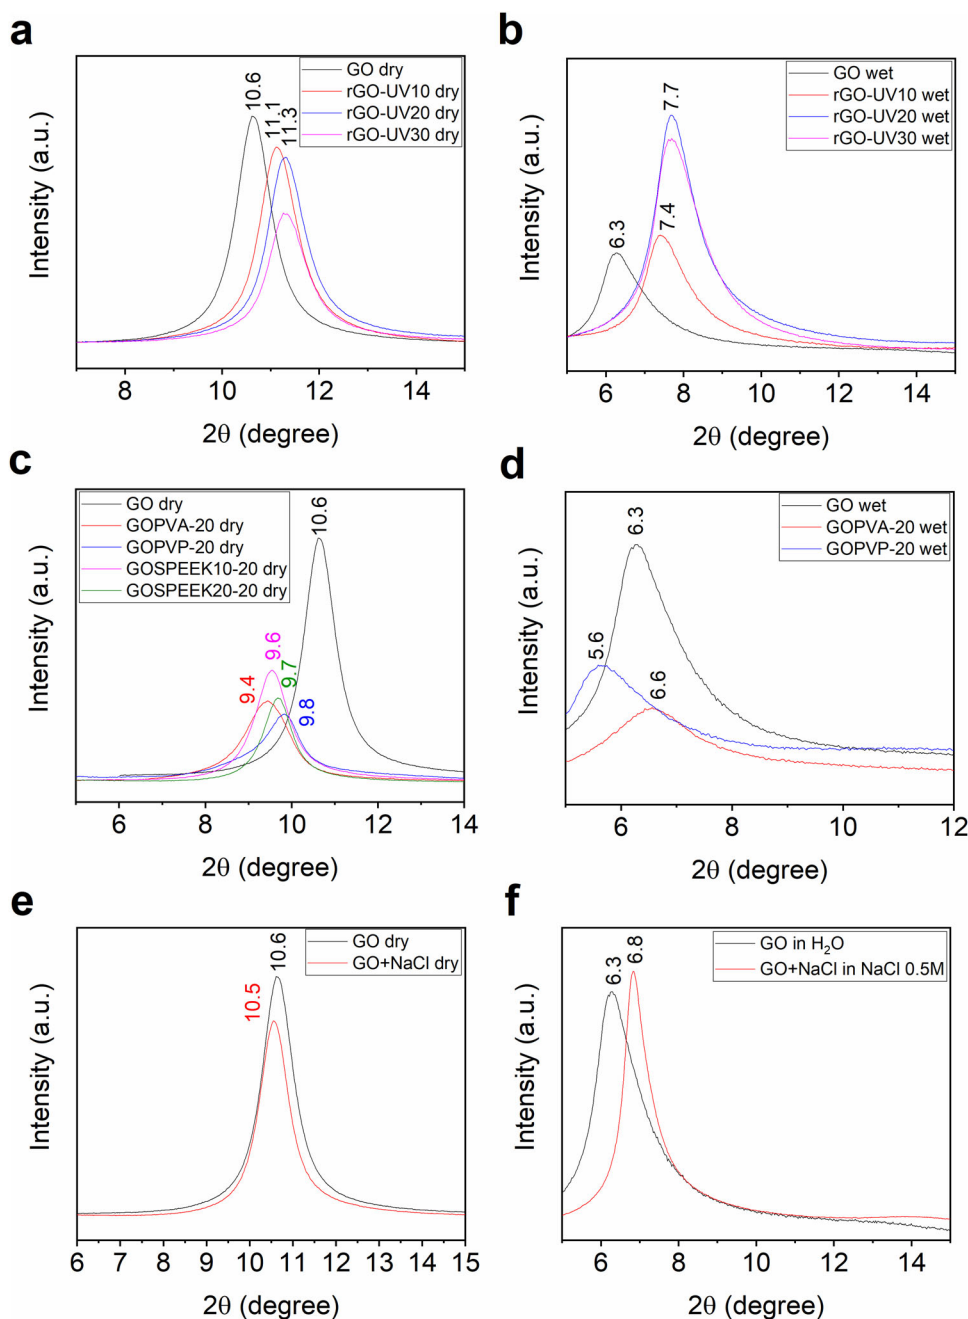 a
GO dry
rGO-UV10 dry
rGO-UV20 dry
rGO-UV30 dry
10.6
11.1
11.3
Intensity (a.u.)
8
10
12
14
2θ (degree)
b
GO wet
rGO-UV10 wet
rGO-UV20 wet
rGO-UV30 wet
6.3
7.4
7.7
Intensity (a.u.)
6
8
10
12
14
2θ (degree)
c
GO dry
GOPVA-20 dry
GOPVP-20 dry
GOSPEEK10-20 dry
GOSPEEK20-20 dry
10.6
9.6
9.7
9.4
9.8
Intensity (a.u.)
6
8
10
12
14
2θ (degree)
d
GO wet
GOPVA-20 wet
GOPVP-20 wet
6.3
5.6
6.6
Intensity (a.u.)
6
8
10
12
2θ (degree)
e
GO dry
GO+NaCl dry
10.6
10.5
Intensity (a.u.)
6
7
8
9
10
11
12
13
14
15
2θ (degree)
f
GO in H₂O
GO+NaCl in NaCl 0.5M
6.3
6.8
Intensity (a.u.)
6
8
10
12
14
2θ (degree)